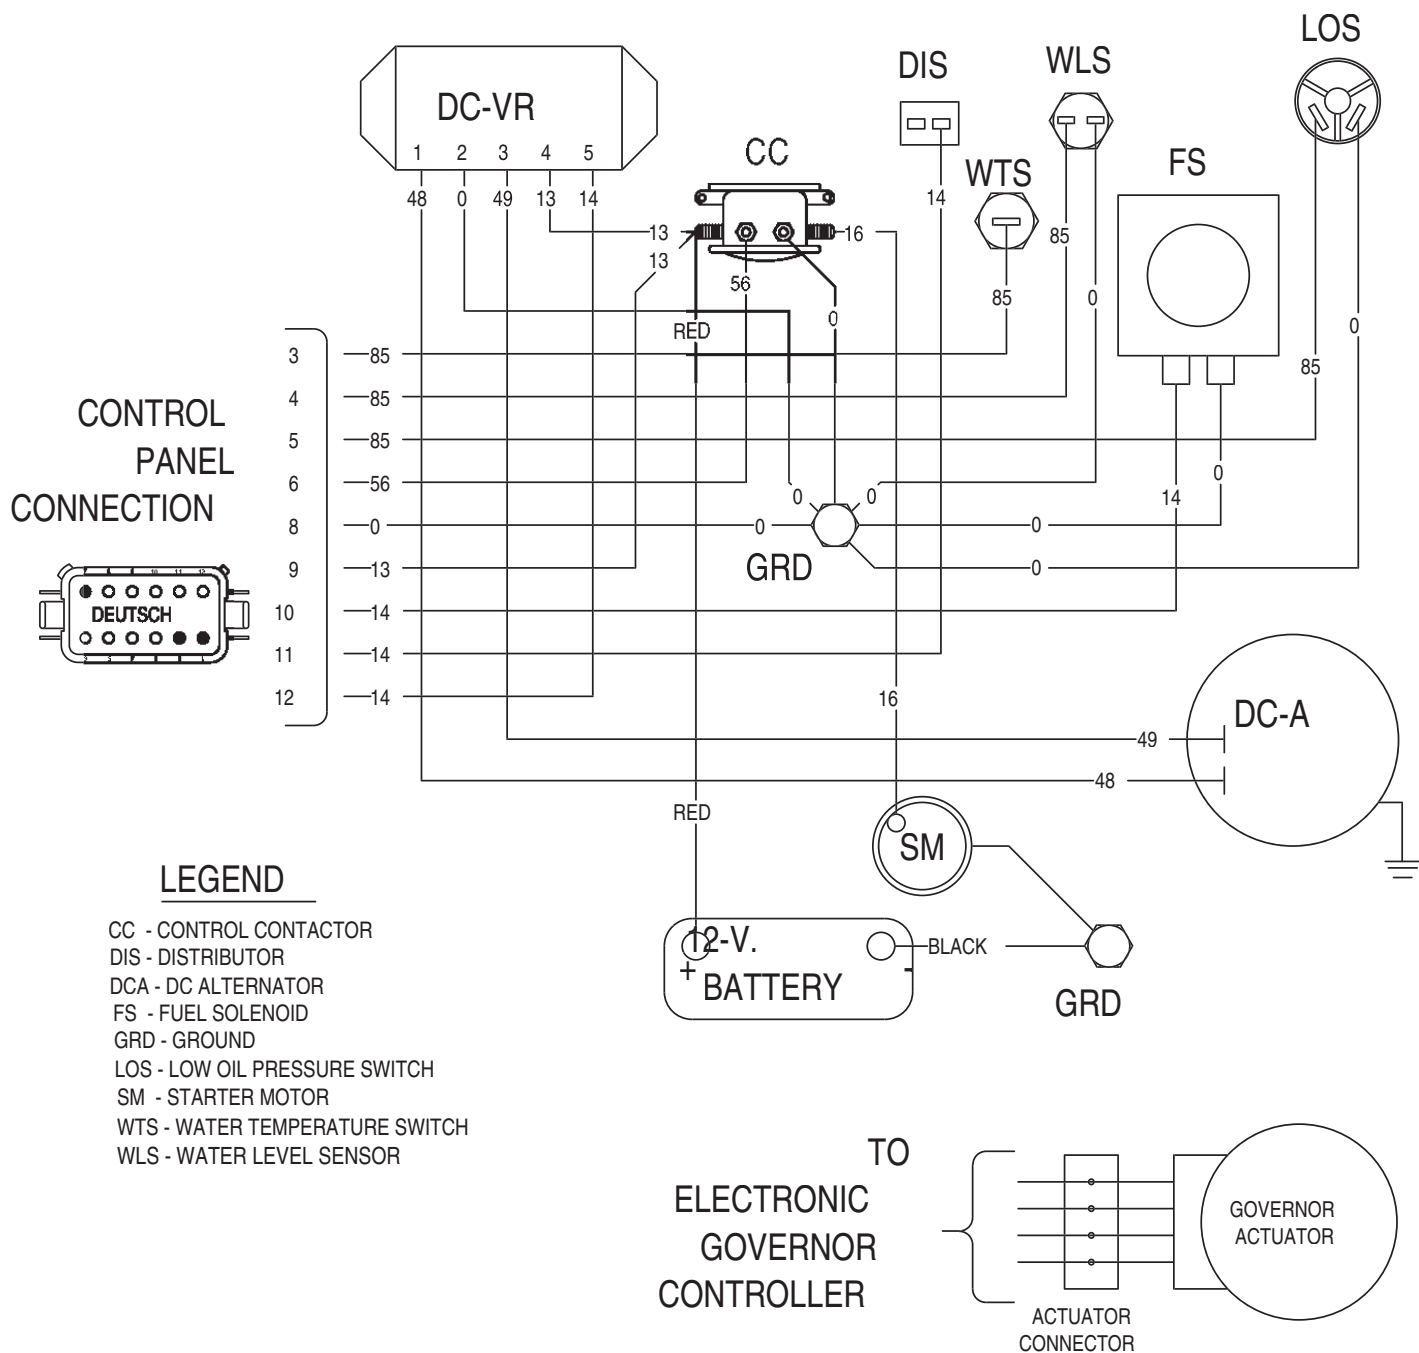 LOS
DIS
WLS
DC-VR
CC
FS
WTS
1 2 3 4 5
48 0 49 13 14
14
13
16
85
13
56
85
0
0
0
RED
85
3 85
4 85
5 85
6 56
8 0
9 13
10 14
11 14
12 14
CONTROL
PANEL
CONNECTION
DEUTSCH
0
0
0
14
0
0
GRD
0
16
DC-A
49
48
RED
SM
LEGEND
CC - CONTROL CONTACTOR
DIS - DISTRIBUTOR
DCA - DC ALTERNATOR
FS - FUEL SOLENOID
GRD - GROUND
LOS - LOW OIL PRESSURE SWITCH
SM - STARTER MOTOR
WTS - WATER TEMPERATURE SWITCH
WLS - WATER LEVEL SENSOR
12-V.
BATTERY
+
-
BLACK
GRD
TO
ELECTRONIC
GOVERNOR
CONTROLLER
GOVERNOR
ACTUATOR
ACTUATOR
CONNECTOR